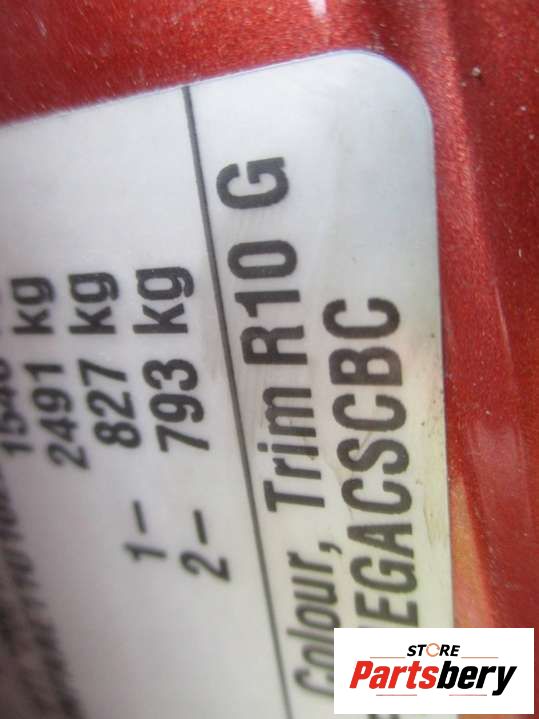 2491 kg
1– 827 kg
2– 793 kg
Colour, Trim R10 G
EGACSCBC
STORE
Partsbery